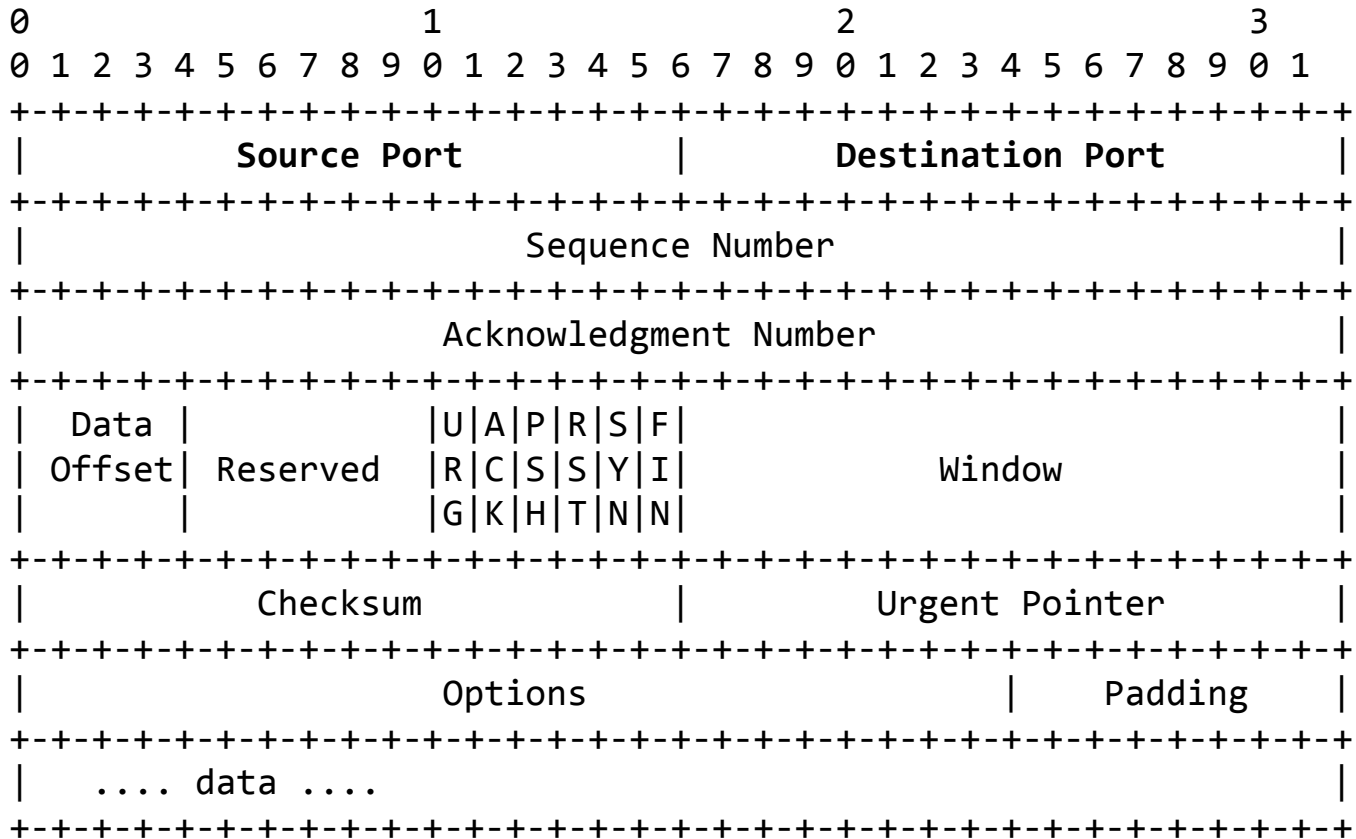 0                   1                   2                   3
0 1 2 3 4 5 6 7 8 9 0 1 2 3 4 5 6 7 8 9 0 1 2 3 4 5 6 7 8 9 0 1
+-+-+-+-+-+-+-+-+-+-+-+-+-+-+-+-+-+-+-+-+-+-+-+-+-+-+-+-+-+-+-+-+
|          Source Port          |       Destination Port        |
+-+-+-+-+-+-+-+-+-+-+-+-+-+-+-+-+-+-+-+-+-+-+-+-+-+-+-+-+-+-+-+-+
|                        Sequence Number                        |
+-+-+-+-+-+-+-+-+-+-+-+-+-+-+-+-+-+-+-+-+-+-+-+-+-+-+-+-+-+-+-+-+
|                    Acknowledgment Number                      |
+-+-+-+-+-+-+-+-+-+-+-+-+-+-+-+-+-+-+-+-+-+-+-+-+-+-+-+-+-+-+-+-+
|  Data |           |U|A|P|R|S|F|                               |
| Offset| Reserved  |R|C|S|S|Y|I|            Window             |
|       |           |G|K|H|T|N|N|                               |
+-+-+-+-+-+-+-+-+-+-+-+-+-+-+-+-+-+-+-+-+-+-+-+-+-+-+-+-+-+-+-+-+
|           Checksum            |         Urgent Pointer        |
+-+-+-+-+-+-+-+-+-+-+-+-+-+-+-+-+-+-+-+-+-+-+-+-+-+-+-+-+-+-+-+-+
|                    Options                    |    Padding    |
+-+-+-+-+-+-+-+-+-+-+-+-+-+-+-+-+-+-+-+-+-+-+-+-+-+-+-+-+-+-+-+-+
|   .... data ....                                              |
+-+-+-+-+-+-+-+-+-+-+-+-+-+-+-+-+-+-+-+-+-+-+-+-+-+-+-+-+-+-+-+-+